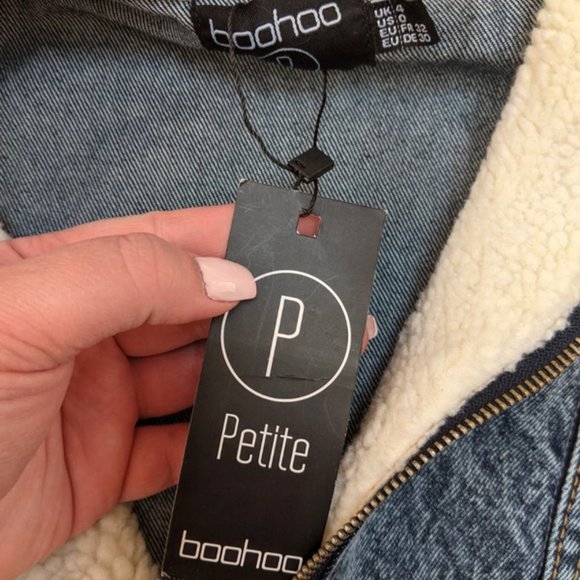 boohoo
UK:4
US:0
EU:FR 32
EU:DE 30
P
P
Petite
boohoo